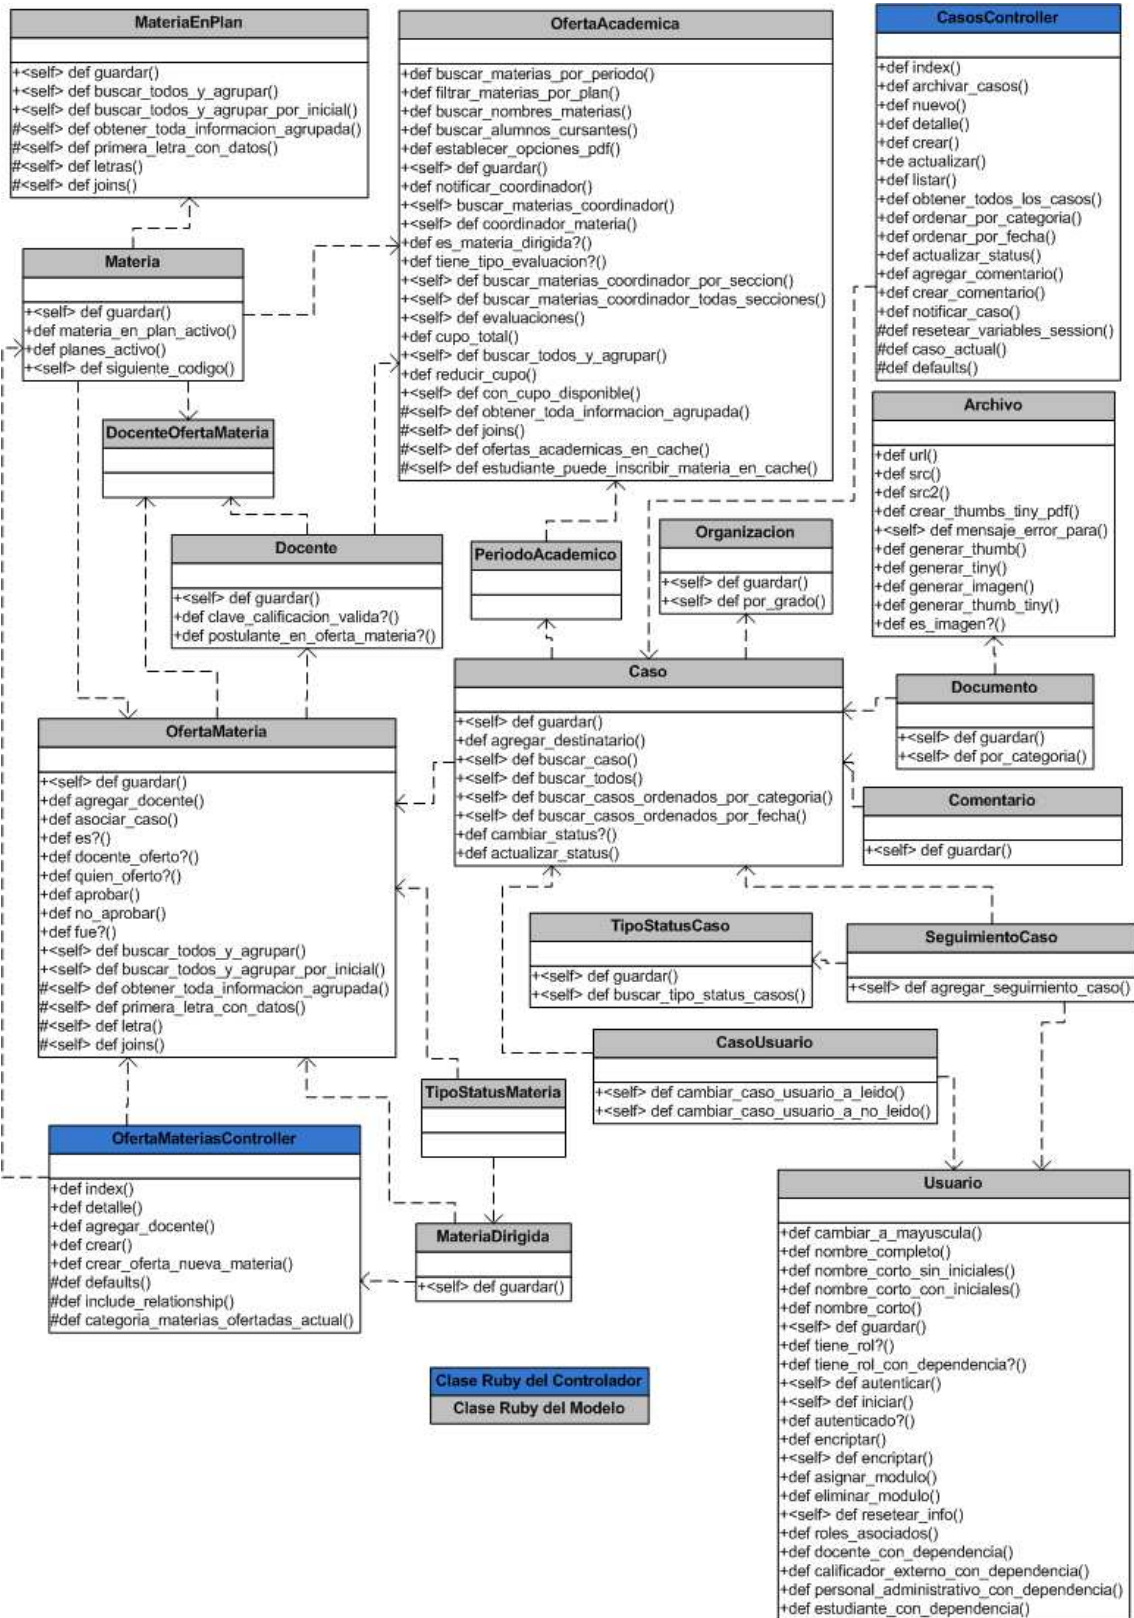 MateriaEnPlan
+<self> def guardar()
+<self> def buscar_todos_y_agrupar()
+<self> def buscar_todos_y_agrupar_por_inicial()
#<self> def obtener_toda_informacion_agrupada()
#<self> def primera_letra_con_datos()
#<self> def letras()
#<self> def joins()
OfertaAcademica
+def buscar_materias_por_periodo()
+def filtrar_materias_por_plan()
+def buscar_nombres_materias()
+def buscar_alumnos_cursantes()
+def establecer_opciones_pdf()
+<self> def guardar()
+def notificar_coordinador()
+<self> buscar_materias_coordinador()
+<self> def coordinador_materia()
+def es_materia_dirigida?()
+def tiene_tipo_evaluacion?()
+<self> def buscar_materias_coordinador_por_seccion()
+<self> def buscar_materias_coordinador_todas_secciones()
+<self> def evaluaciones()
+def cupo_total()
+<self> def buscar_todos_y_agrupar()
+def reducir_cupo()
+<self> def con_cupo_disponible()
#<self> def obtener_toda_informacion_agrupada()
#<self> def joins()
#<self> def ofertas_academicas_en_cache()
#<self> def estudiante_puede_inscribir_materia_en_cache()
CasosController
+def index()
+def archivar_casos()
+def nuevo()
+def detalle()
+def crear()
+de actualizar()
+def listar()
+def obtener_todos_los_casos()
+def ordenar_por_categoria()
+def ordenar_por_fecha()
+def actualizar_status()
+def agregar_comentario()
+def crear_comentario()
+def notificar_caso()
#def resetear_variables_session()
#def caso_actual()
#def defaults()
Materia
+<self> def guardar()
+def materia_en_plan_activo()
+def planes_activo()
+<self> def siguiente_codigo()
Archivo
+def url()
+def src()
+def src2()
+def crear_thumbs_tiny_pdf()
+<self> def mensaje_error_para()
+def generar_thumb()
+def generar_tiny()
+def generar_imagen()
+def generar_thumb_tiny()
+def es_imagen?()
DocenteOfertaMateria
Docente
+<self> def guardar()
+def clave_calificacion_valida?()
+def postulante_en_oferta_materia?()
PeriodoAcademico
Organizacion
+<self> def guardar()
+<self> def por_grado()
Caso
+<self> def guardar()
+def agregar_destinatario()
+<self> def buscar_caso()
+<self> def buscar_todos()
+<self> def buscar_casos_ordenados_por_categoria()
+<self> def buscar_casos_ordenados_por_fecha()
+def cambiar_status?()
+def actualizar_status()
Documento
+<self> def guardar()
+<self> def por_categoria()
OfertaMateria
+<self> def guardar()
+def agregar_docente()
+def asociar_caso()
+def es?()
+def docente_oferto?()
+def quien_oferto?()
+def aprobar()
+def no_aprobar()
+def fue?()
+<self> def buscar_todos_y_agrupar()
+<self> def buscar_todos_y_agrupar_por_inicial()
#<self> def obtener_toda_informacion_agrupada()
#<self> def primera_letra_con_datos()
#<self> def letra()
#<self> def joins()
Comentario
+<self> def guardar()
TipoStatusCaso
+<self> def guardar()
+<self> def buscar_tipo_status_casos()
SeguimientoCaso
+<self> def agregar_seguimiento_caso()
CasoUsuario
+<self> def cambiar_caso_usuario_a_leido()
+<self> def cambiar_caso_usuario_a_no_leido()
TipoStatusMateria
OfertaMateriasController
+def index()
+def detalle()
+def agregar_docente()
+def crear()
+def crear_oferta_nueva_materia()
#def defaults()
#def include_relationship()
#def categoria_materias_ofertadas_actual()
MateriaDirigida
+<self> def guardar()
Usuario
+def cambiar_a_mayuscula()
+def nombre_completo()
+def nombre_corto_sin_iniciales()
+def nombre_corto_con_iniciales()
+def nombre_corto()
+<self> def guardar()
+def tiene_rol?()
+def tiene_rol_con_dependencia?()
+<self> def autenticar()
+<self> def iniciar()
+def autenticado?()
+def encriptar()
+<self> def encriptar()
+def asignar_modulo()
+def eliminar_modulo()
+<self> def resetear_info()
+def roles_asociados()
+def docente_con_dependencia()
+def calificador_externo_con_dependencia()
+def personal_administrativo_con_dependencia()
+def estudiante_con_dependencia()
Clase Ruby del Controlador
Clase Ruby del Modelo